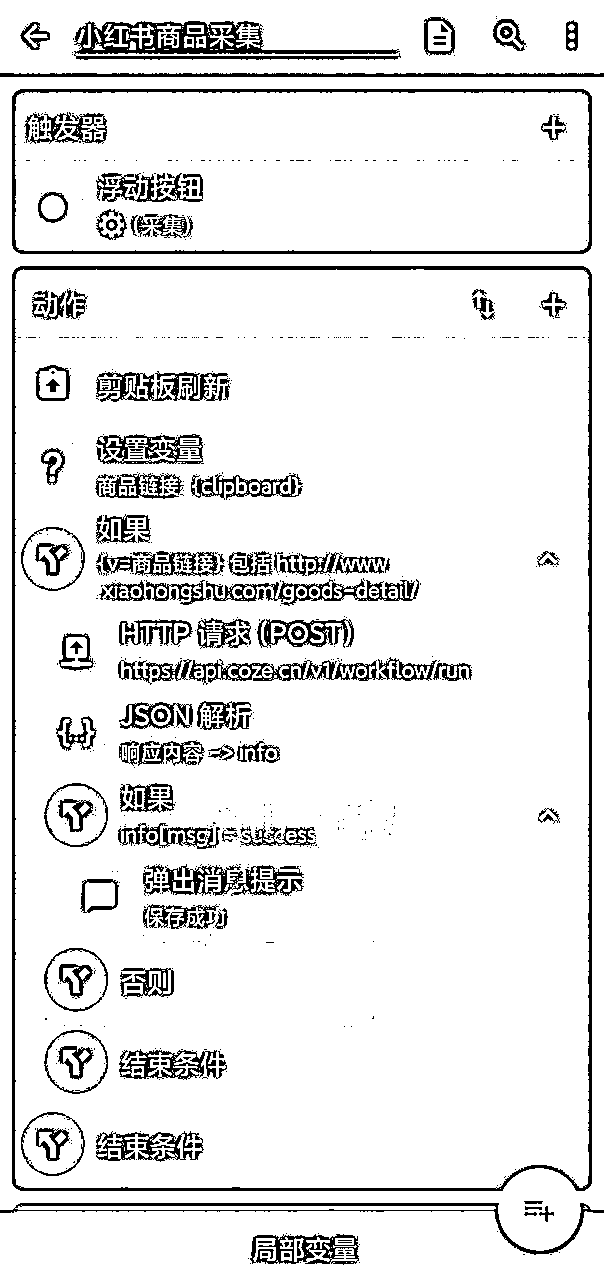 小红书商品采集
触发器
浮动按钮
(采集)
动作
剪贴板刷新
设置变量
商品链接 {clipboard}
如果
{v=商品链接} 包括 http://www
.xiaohongshu.com/goods-detail/
HTTP 请求 (POST)
https://api.coze.cn/v1/workflow/run
JSON 解析
响应内容 => info
如果
info[msg] = success
弹出消息提示
保存成功
否则
结束条件
结束条件
局部变量